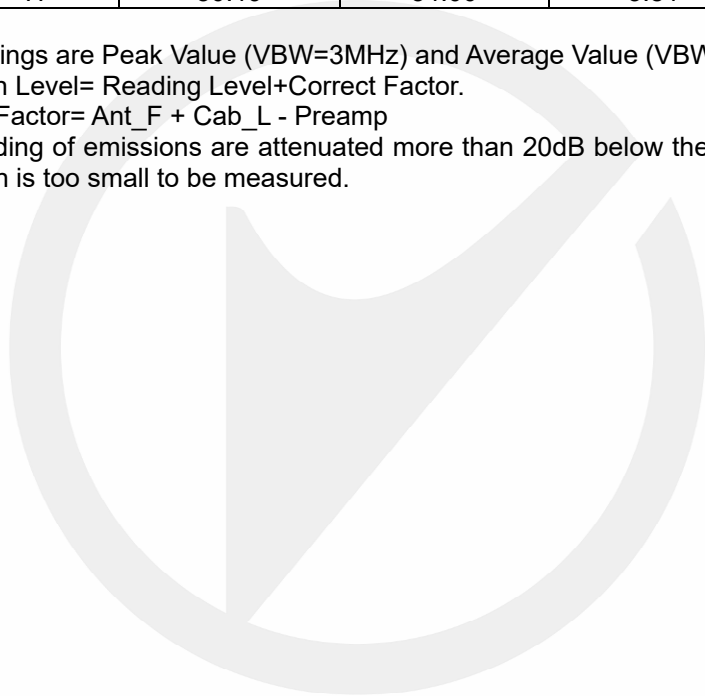 ings are Peak Value (VBW=3MHz) and Average Value (VBW
n Level= Reading Level+Correct Factor.
Factor= Ant_F + Cab_L - Preamp
ding of emissions are attenuated more than 20dB below the
n is too small to be measured.